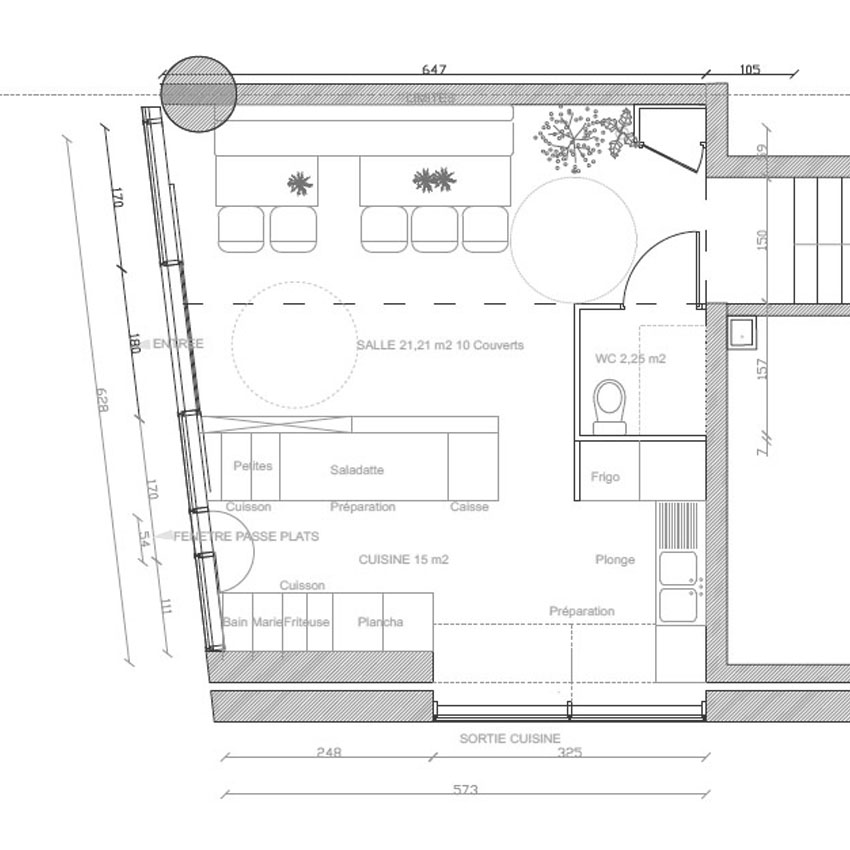 647
105
LIMITES
59
170
150
180
ENTREE
SALLE 21,21 m2 10 Couverts
WC 2,25 m2
157
628
7
Petites
Saladatte
Frigo
170
Cuisson
Préparation
Caisse
54
FENETRE PASSE PLATS
CUISINE 15 m2
Plonge
Cuisson
111
Préparation
Bain Marie
Friteuse
Plancha
SORTIE CUISINE
248
325
573